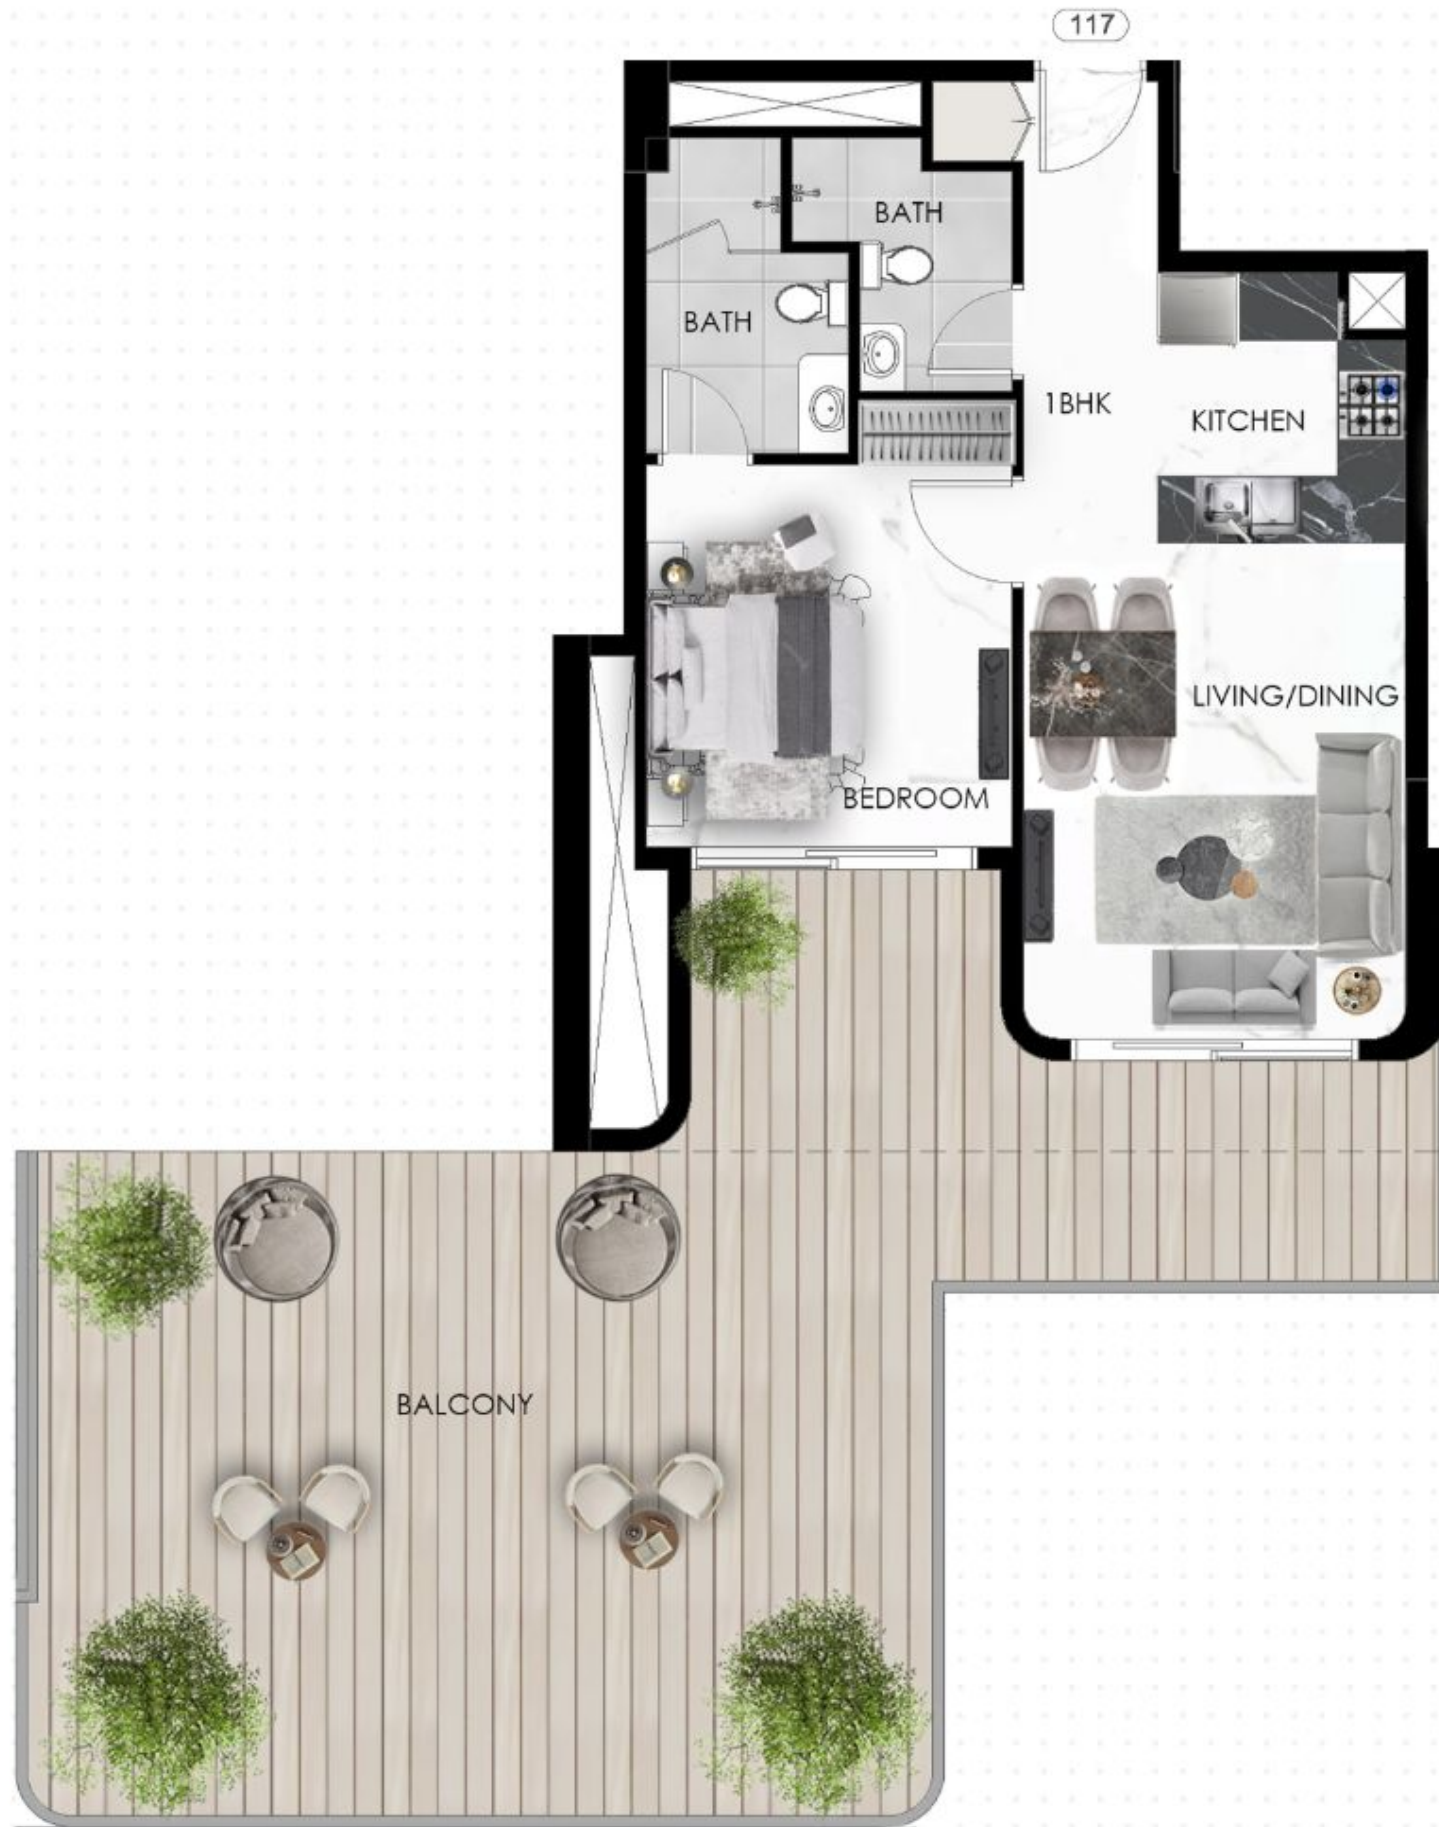 117
BATH
BATH
1BHK
KITCHEN
LIVING/DINING
BEDROOM
BALCONY